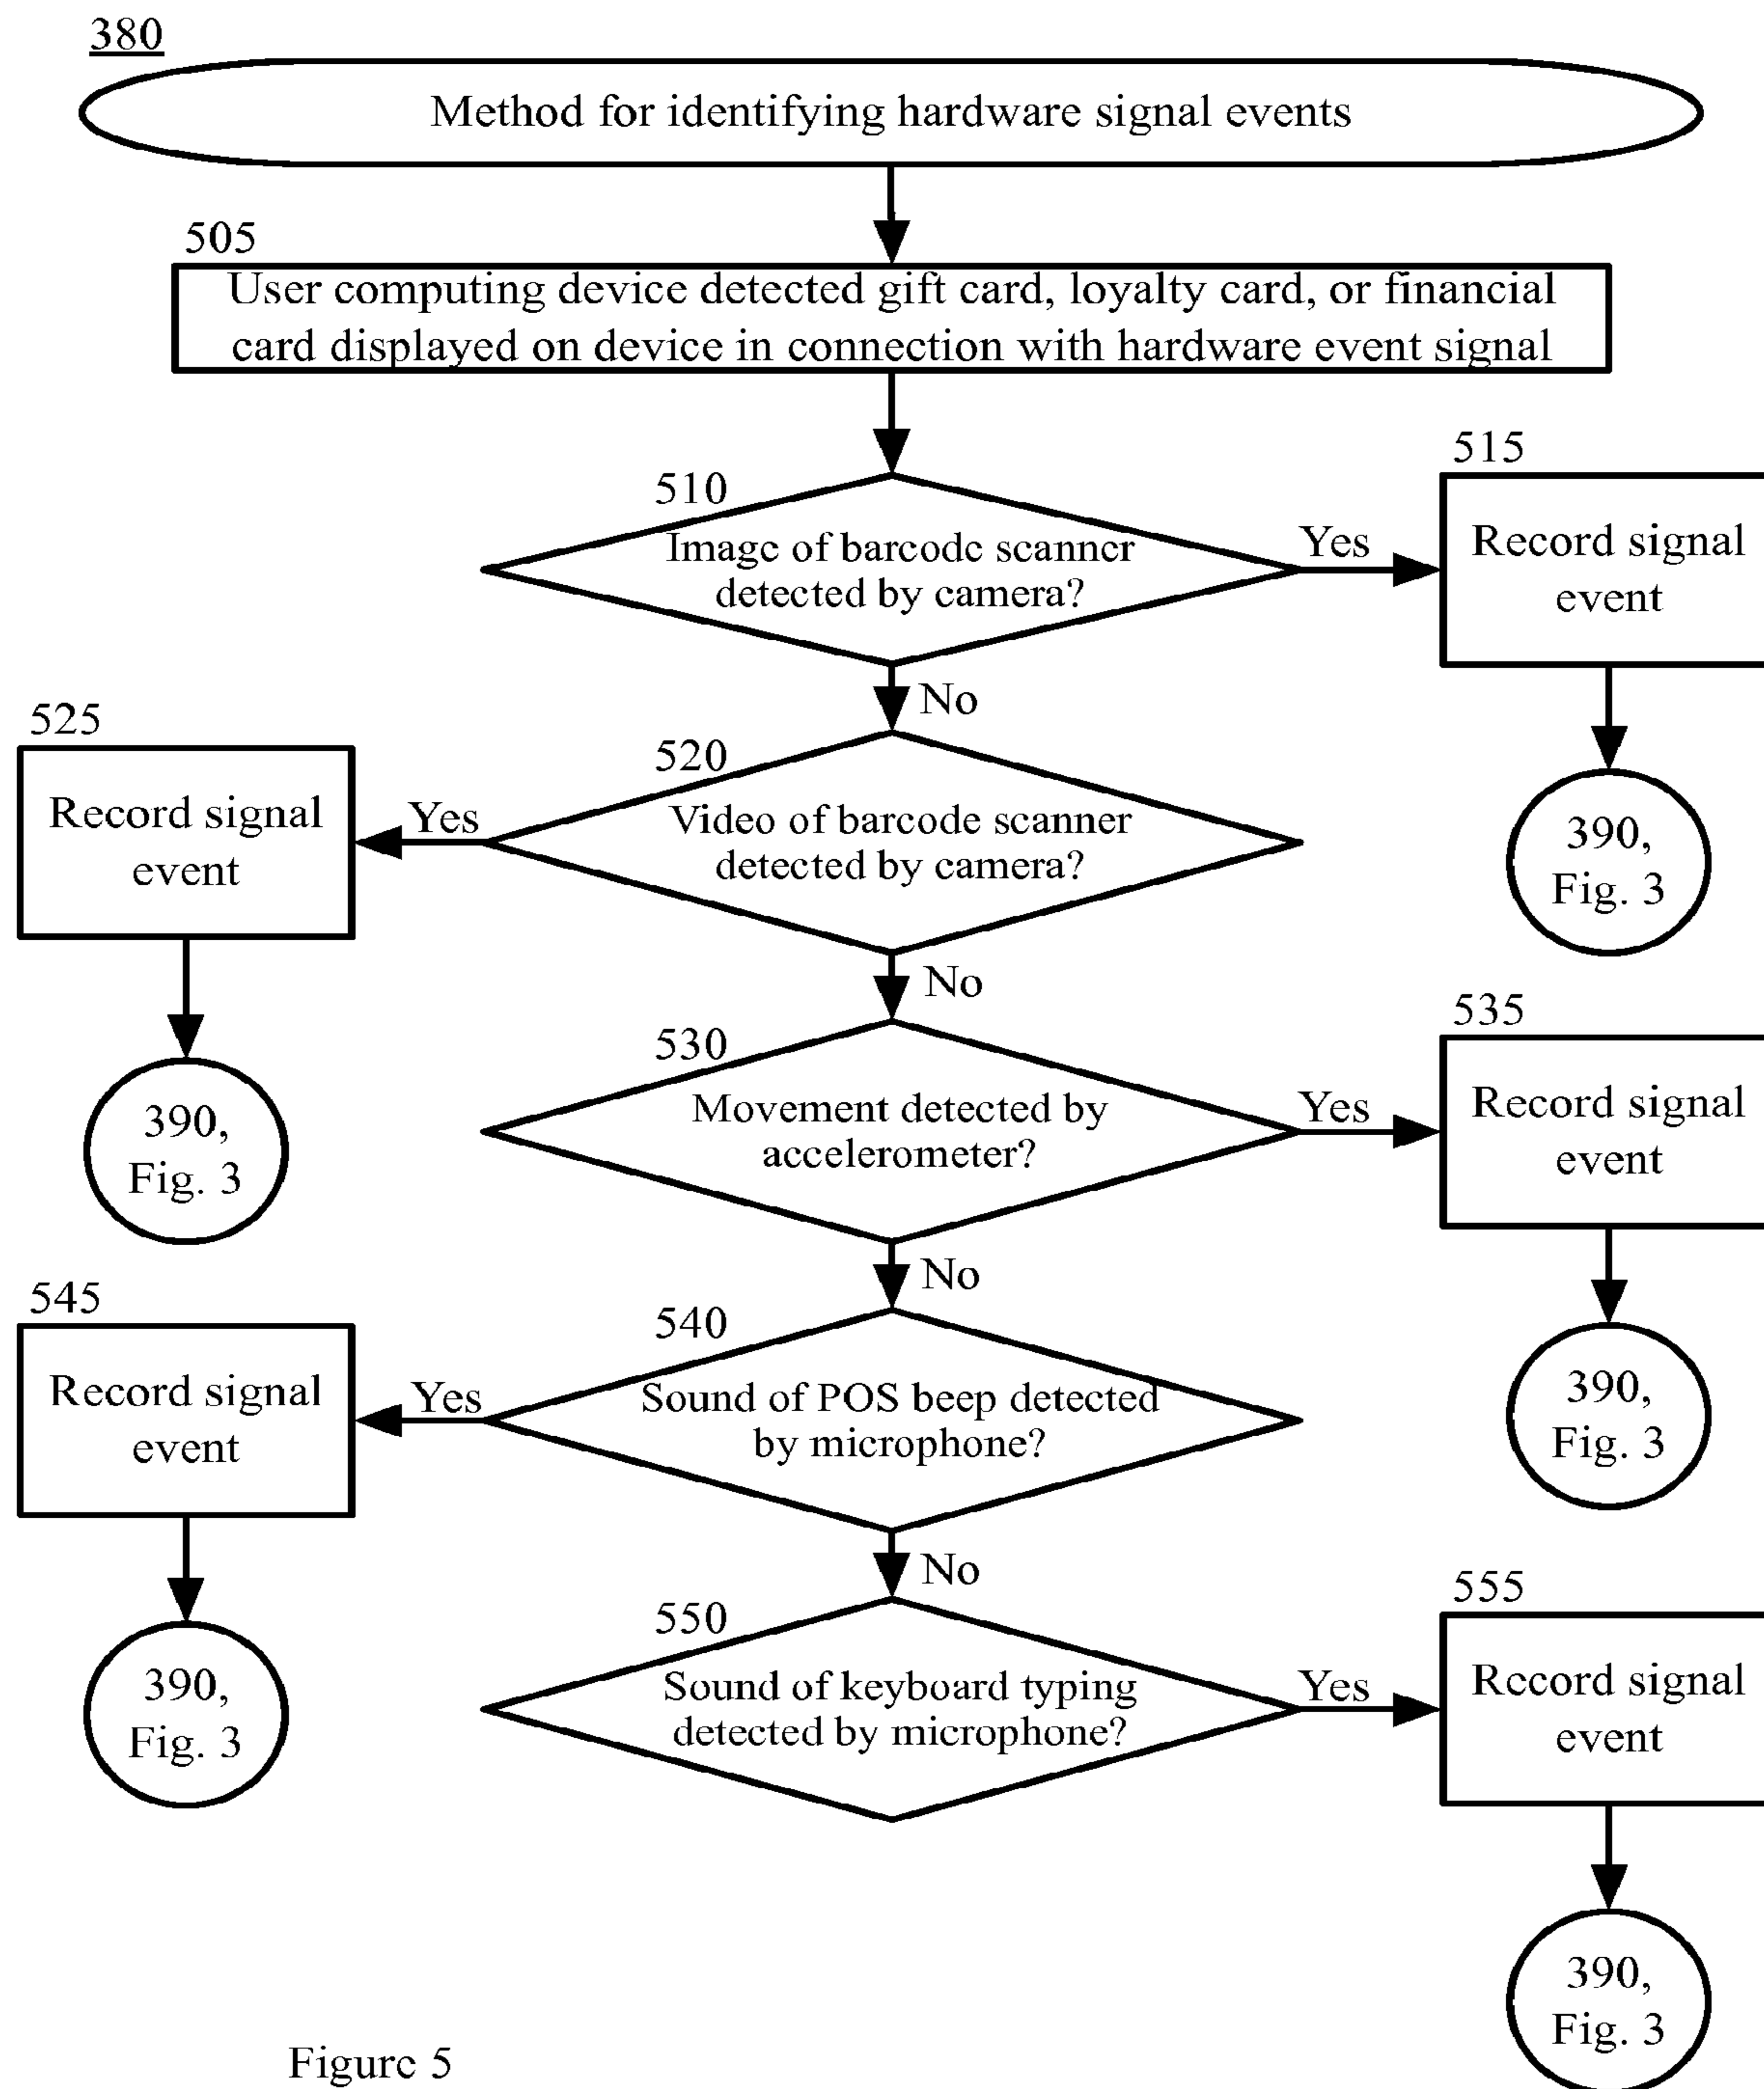 380
Method for identifying hardware signal events
505
User computing device detected gift card, loyalty card, or financial
card displayed on device in connection with hardware event signal
510
Image of barcode scanner
detected by camera?
Yes
515
Record signal
event
390,
Fig. 3
No
520
Video of barcode scanner
detected by camera?
Yes
525
Record signal
event
390,
Fig. 3
No
530
Movement detected by
accelerometer?
Yes
535
Record signal
event
390,
Fig. 3
No
540
Sound of POS beep detected
by microphone?
Yes
545
Record signal
event
390,
Fig. 3
No
550
Sound of keyboard typing
detected by microphone?
Yes
555
Record signal
event
390,
Fig. 3
Figure 5